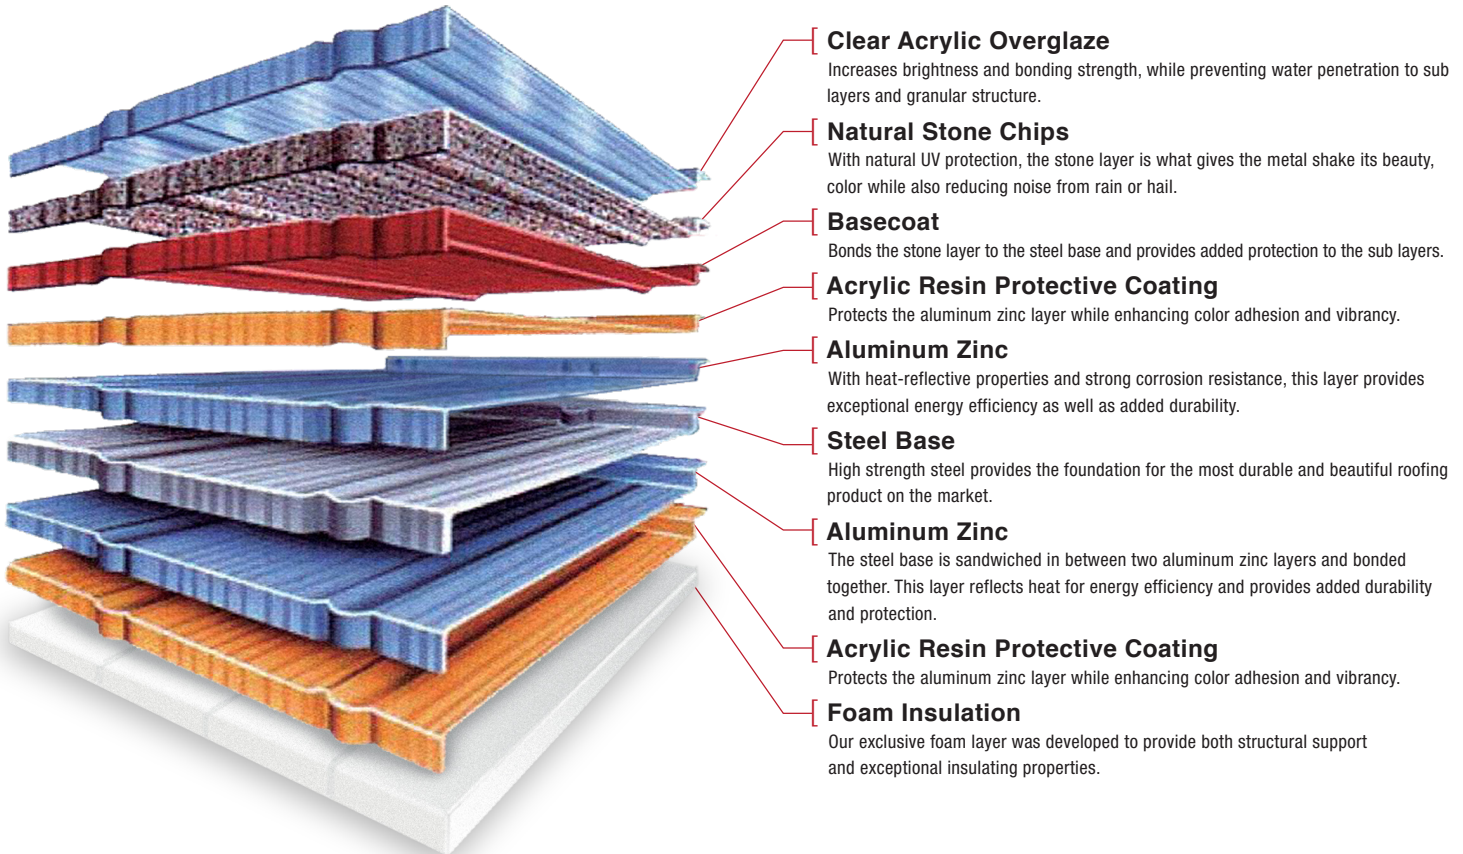 Clear Acrylic Overglaze
Increases brightness and bonding strength, while preventing water penetration to sub
layers and granular structure.
Natural Stone Chips
With natural UV protection, the stone layer is what gives the metal shake its beauty,
color while also reducing noise from rain or hail.
Basecoat
Bonds the stone layer to the steel base and provides added protection to the sub layers.
Acrylic Resin Protective Coating
Protects the aluminum zinc layer while enhancing color adhesion and vibrancy.
Aluminum Zinc
With heat-reflective properties and strong corrosion resistance, this layer provides
exceptional energy efficiency as well as added durability.
Steel Base
High strength steel provides the foundation for the most durable and beautiful roofing
product on the market.
Aluminum Zinc
The steel base is sandwiched in between two aluminum zinc layers and bonded
together. This layer reflects heat for energy efficiency and provides added durability
and protection.
Acrylic Resin Protective Coating
Protects the aluminum zinc layer while enhancing color adhesion and vibrancy.
Foam Insulation
Our exclusive foam layer was developed to provide both structural support
and exceptional insulating properties.